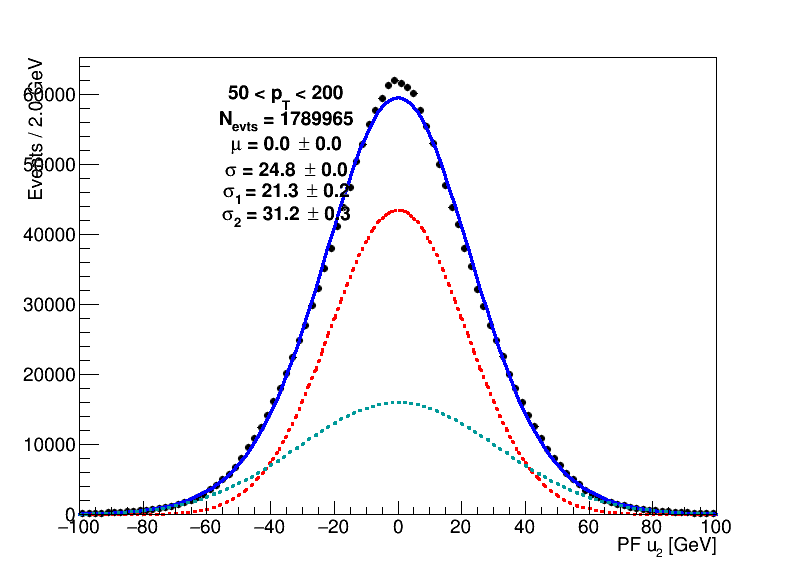 Events / 2.0 GeV
50 < p_T < 200
N_evts = 1789965
μ = 0.0 ± 0.0
σ = 24.8 ± 0.0
σ_1 = 21.3 ± 0.2
σ_2 = 31.2 ± 0.3
60000
50000
40000
30000
20000
10000
0
−100 −80 −60 −40 −20 0 20 40 60 80 100
PF u_2 [GeV]